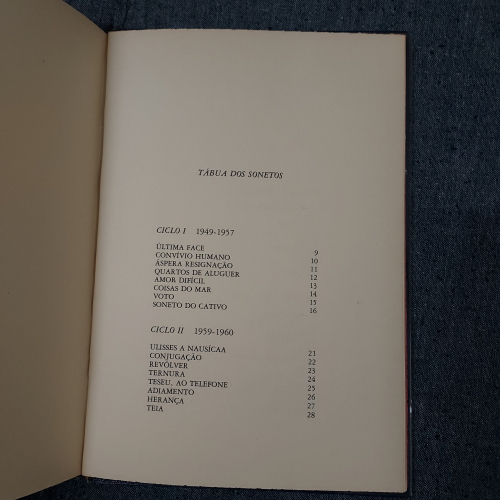 TÁBUA DOS SONETOS
CICLO I 1949-1957
ÚLTIMA FACE 9
CONVÍVIO HUMANO 10
ÁSPERA RESIGNAÇÃO 11
QUARTOS DE ALUGUER 12
AMOR DIFÍCIL 13
COISAS DO MAR 14
VOTO 15
SONETO DO CATIVO 16
CICLO II 1959-1960
ULISSES A NAUSÍCAA 21
CONJUGAÇÃO 22
REVÓLVER 23
TERNURA 24
TESEU, AO TELEFONE 25
ADIAMENTO 26
HERANÇA 27
TEIA 28